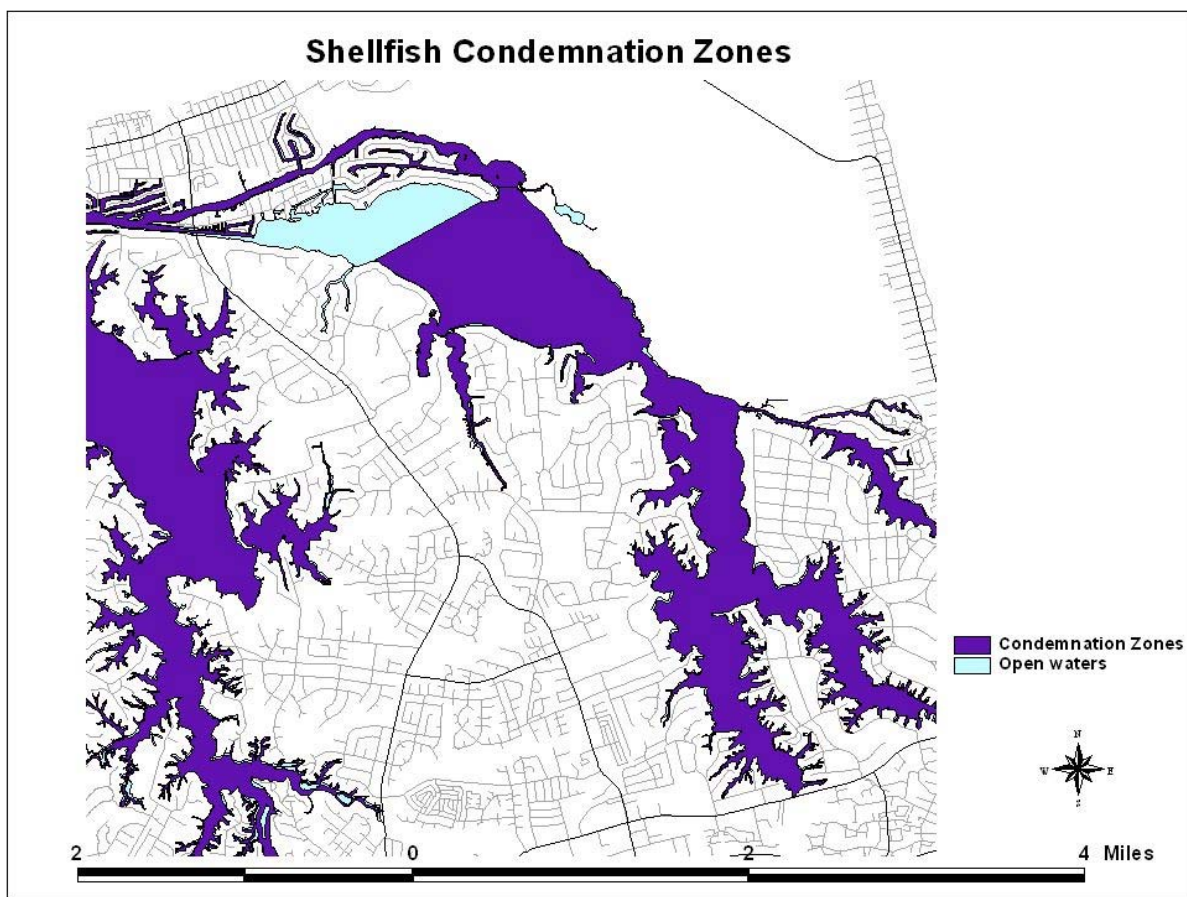 Shellfish Condemnation Zones
Condemnation Zones
Open waters
N
W E
S
2 0 2 4 Miles